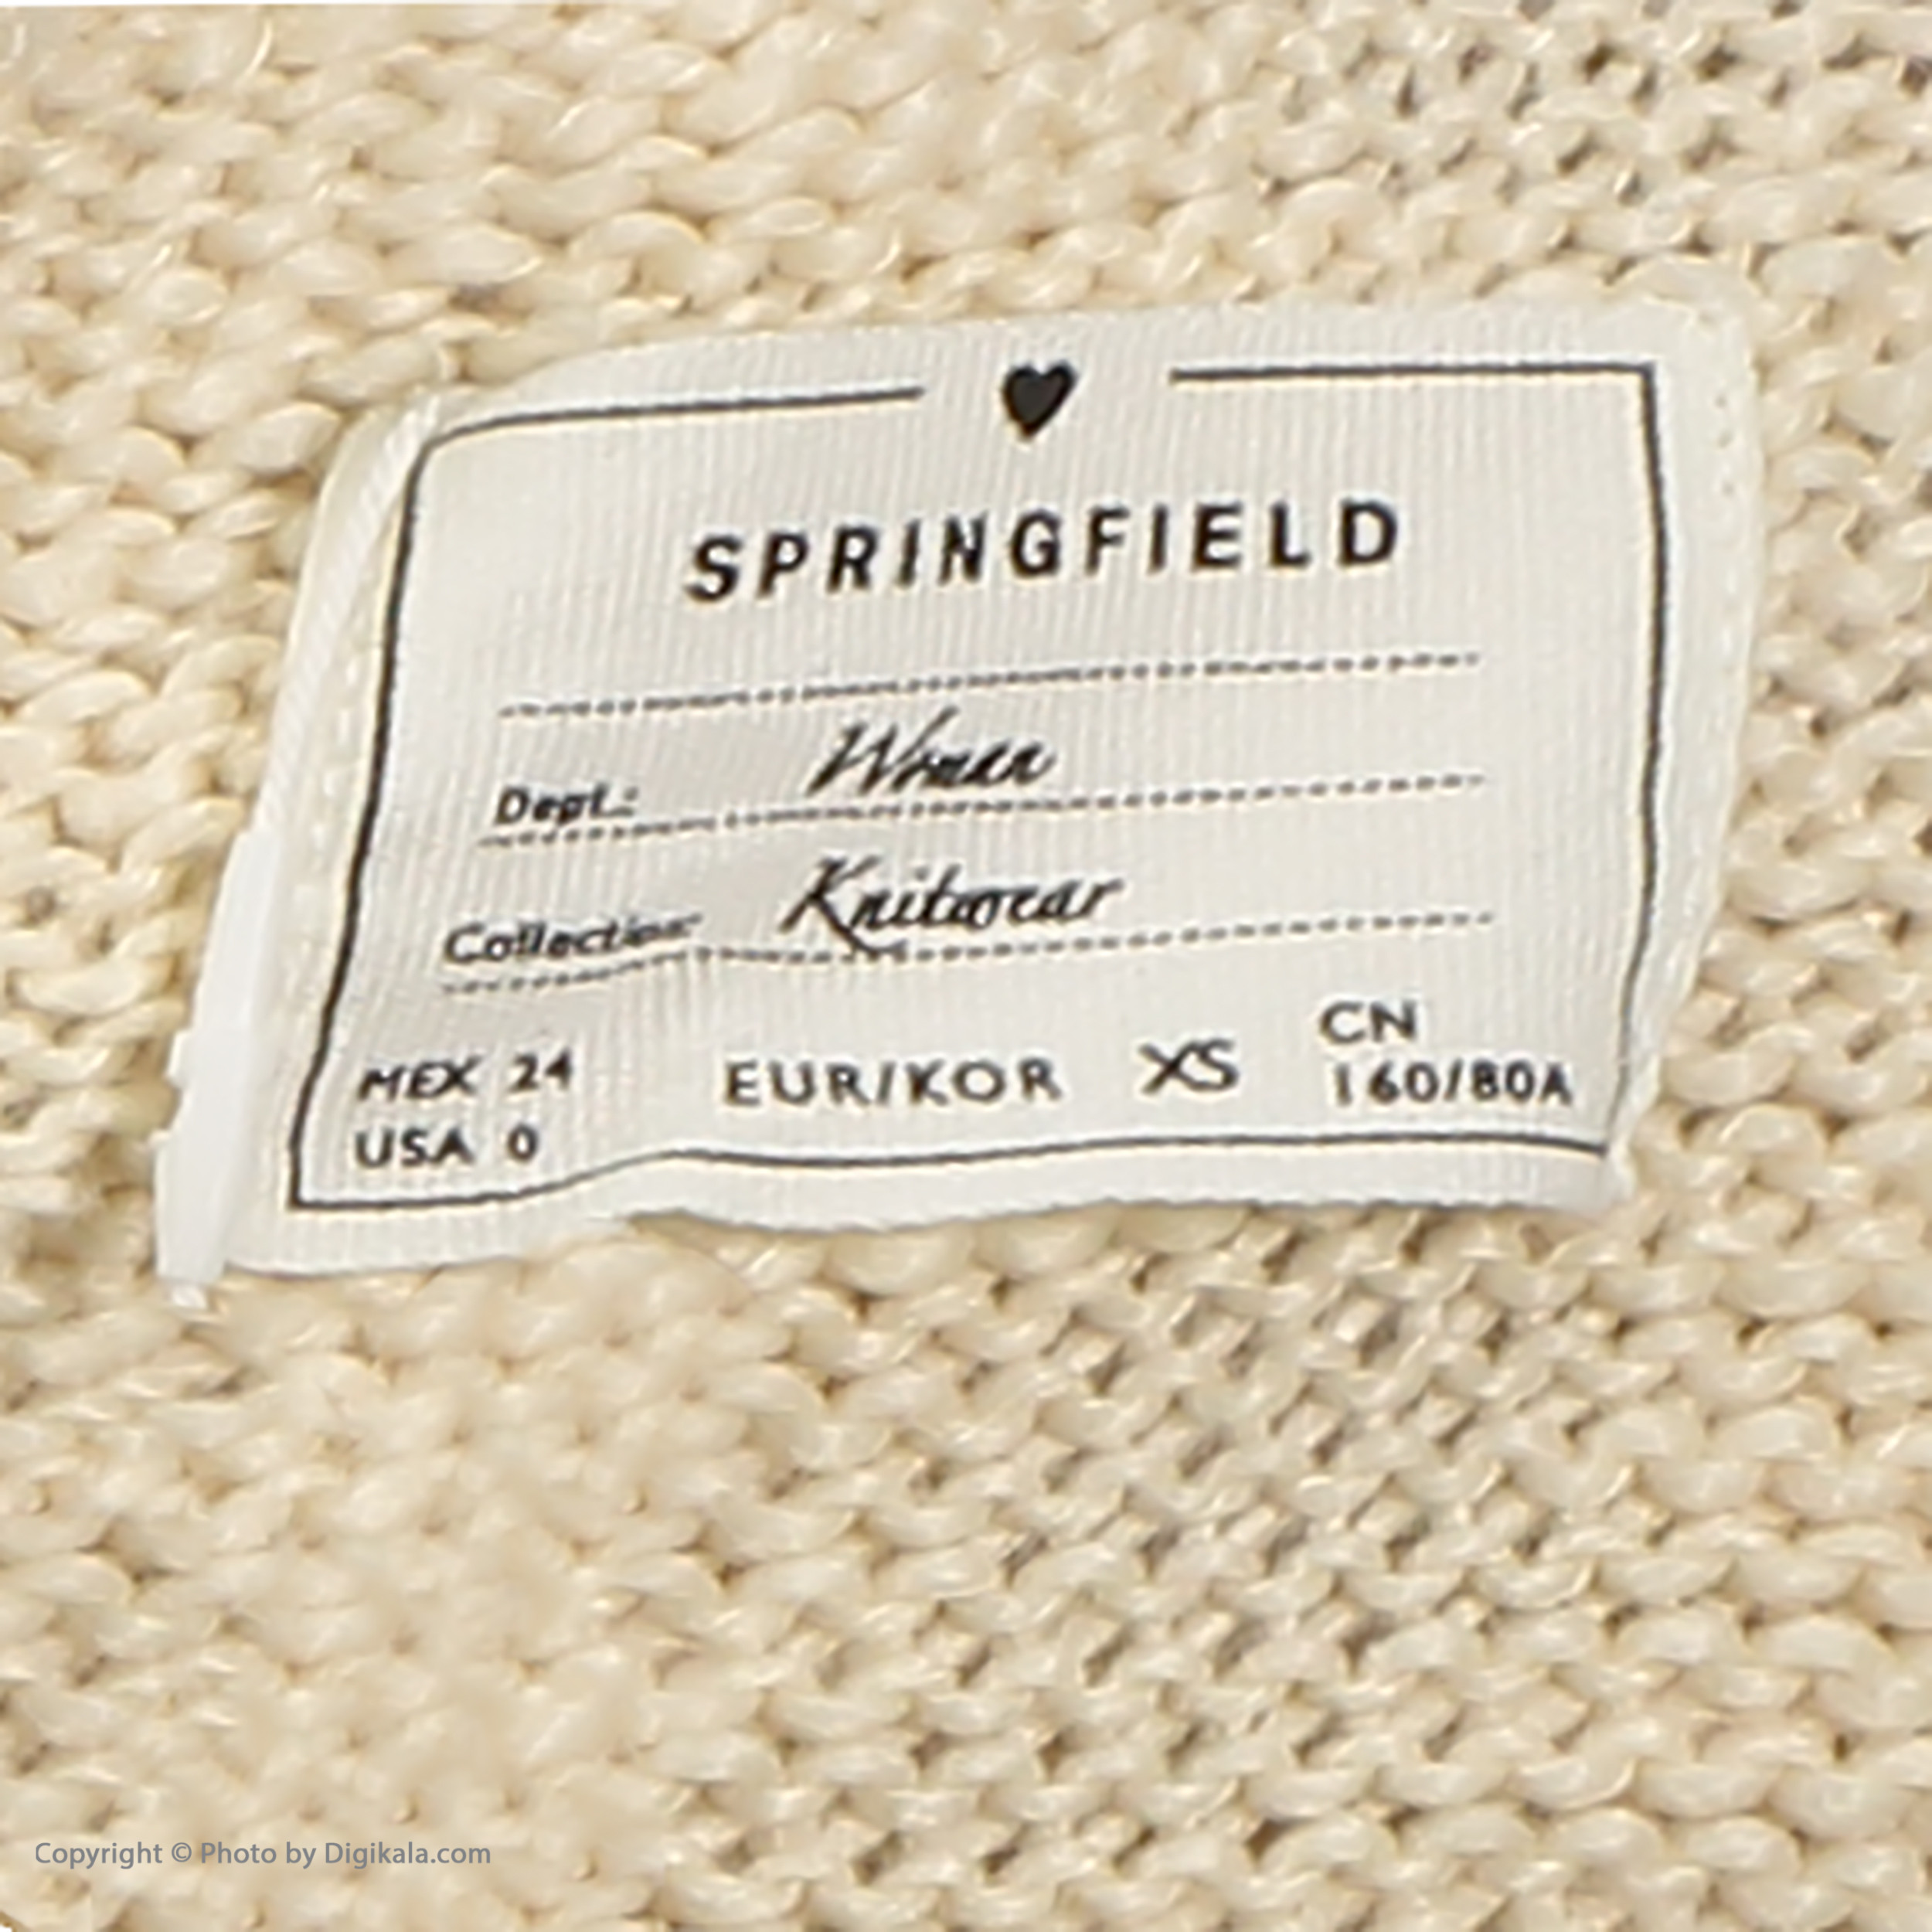 SPRINGFIELD
Dept.: Woman
Collection: Knitwear
MEX 24 EUR/KOR XS CN
USA 0 160/80A
Copyright © Photo by Digikala.com